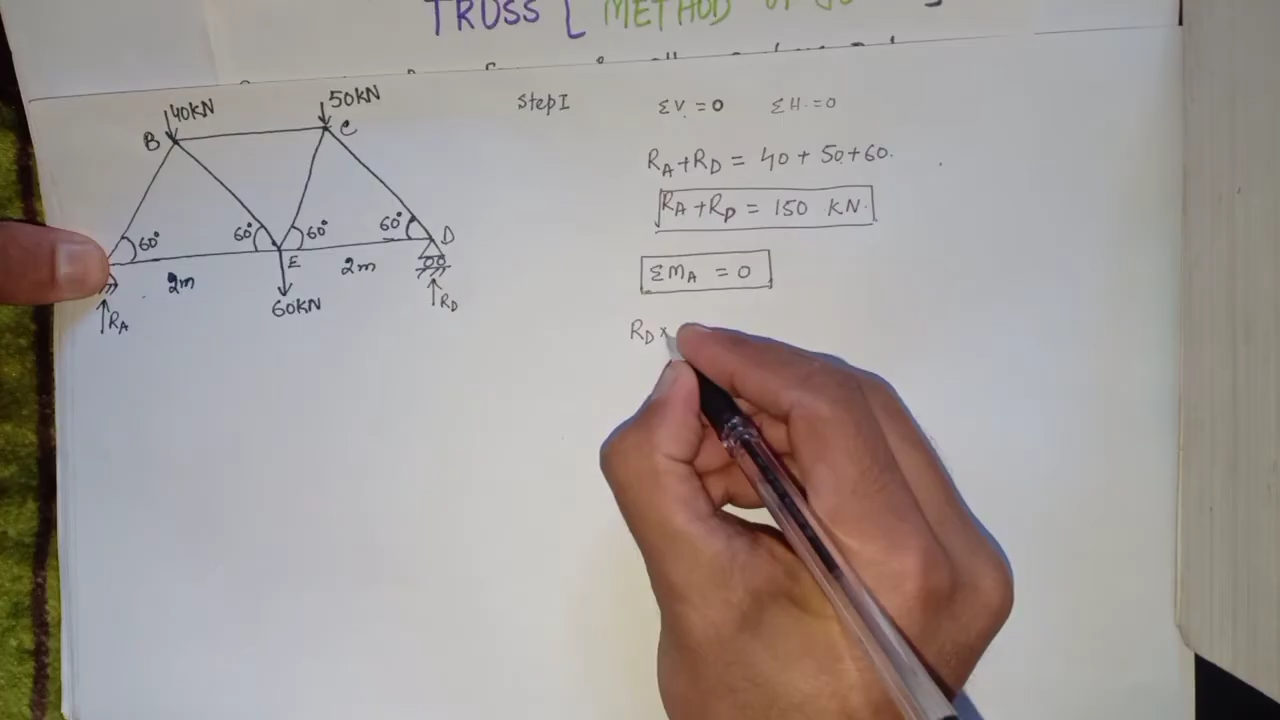 TRUSS [ METHOD
Step I
ΣV. = 0 ΣH. = 0
RA + RD = 40 + 50 + 60.
RA + RD = 150 KN.
ΣMA = 0
RD ×
40KN
50KN
B
C
60°
60°
60°
60°
D
E
2m
2m
60KN
RA
RD